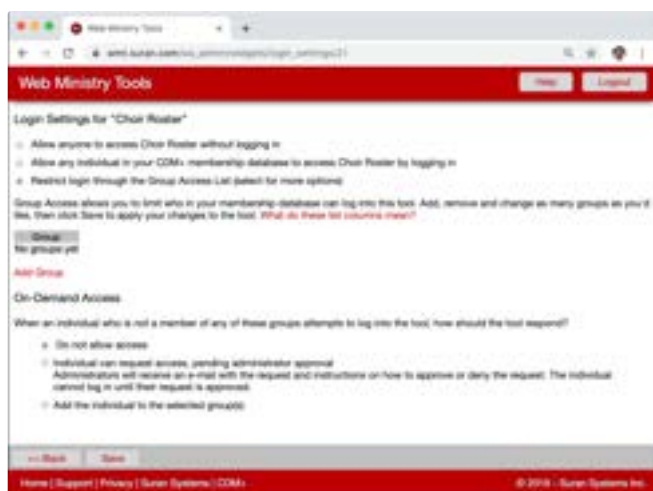 Web Ministry Tools
Web Ministry Tools
Help
Logout
Login Settings for "Choir Roster"
Allow anyone to access Choir Roster without logging in
Allow any individual in your CDM+ membership database to access Choir Roster by logging in
Restrict login through the Group Access List (select for more options)
Group Access allows you to limit who in your membership database can log into this tool. Add, remove and change as many groups as you'd
like, then click Save to apply your changes to the tool. What do these list columns mean?
Group
No groups yet
Add Group
On-Demand Access
When an individual who is not a member of any of these groups attempts to log into the tool, how should the tool respond?
Do not allow access
Individual can request access, pending administrator approval
Administrators will receive an e-mail with the request and instructions on how to approve or deny the request. The individual
cannot log in until their request is approved.
Add the individual to the selected group(s)
<< Back
Save
Home | Support | Privacy | Suran Systems | CDM+
Suran Systems Inc.